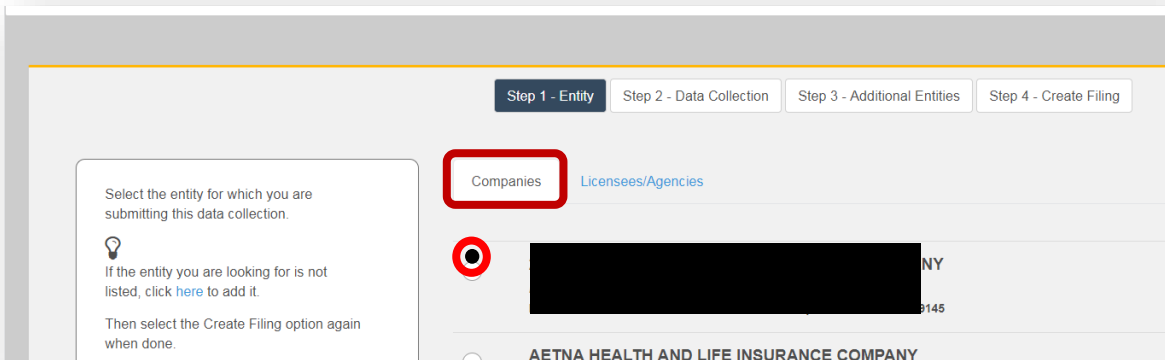 Step 1 - Entity
Step 2 - Data Collection
Step 3 - Additional Entities
Step 4 - Create Filing
Select the entity for which you are
submitting this data collection.
If the entity you are looking for is not
listed, click here to add it.
Then select the Create Filing option again
when done.
Companies
Licensees/Agencies
NY
9145
AETNA HEALTH AND LIFE INSURANCE COMPANY